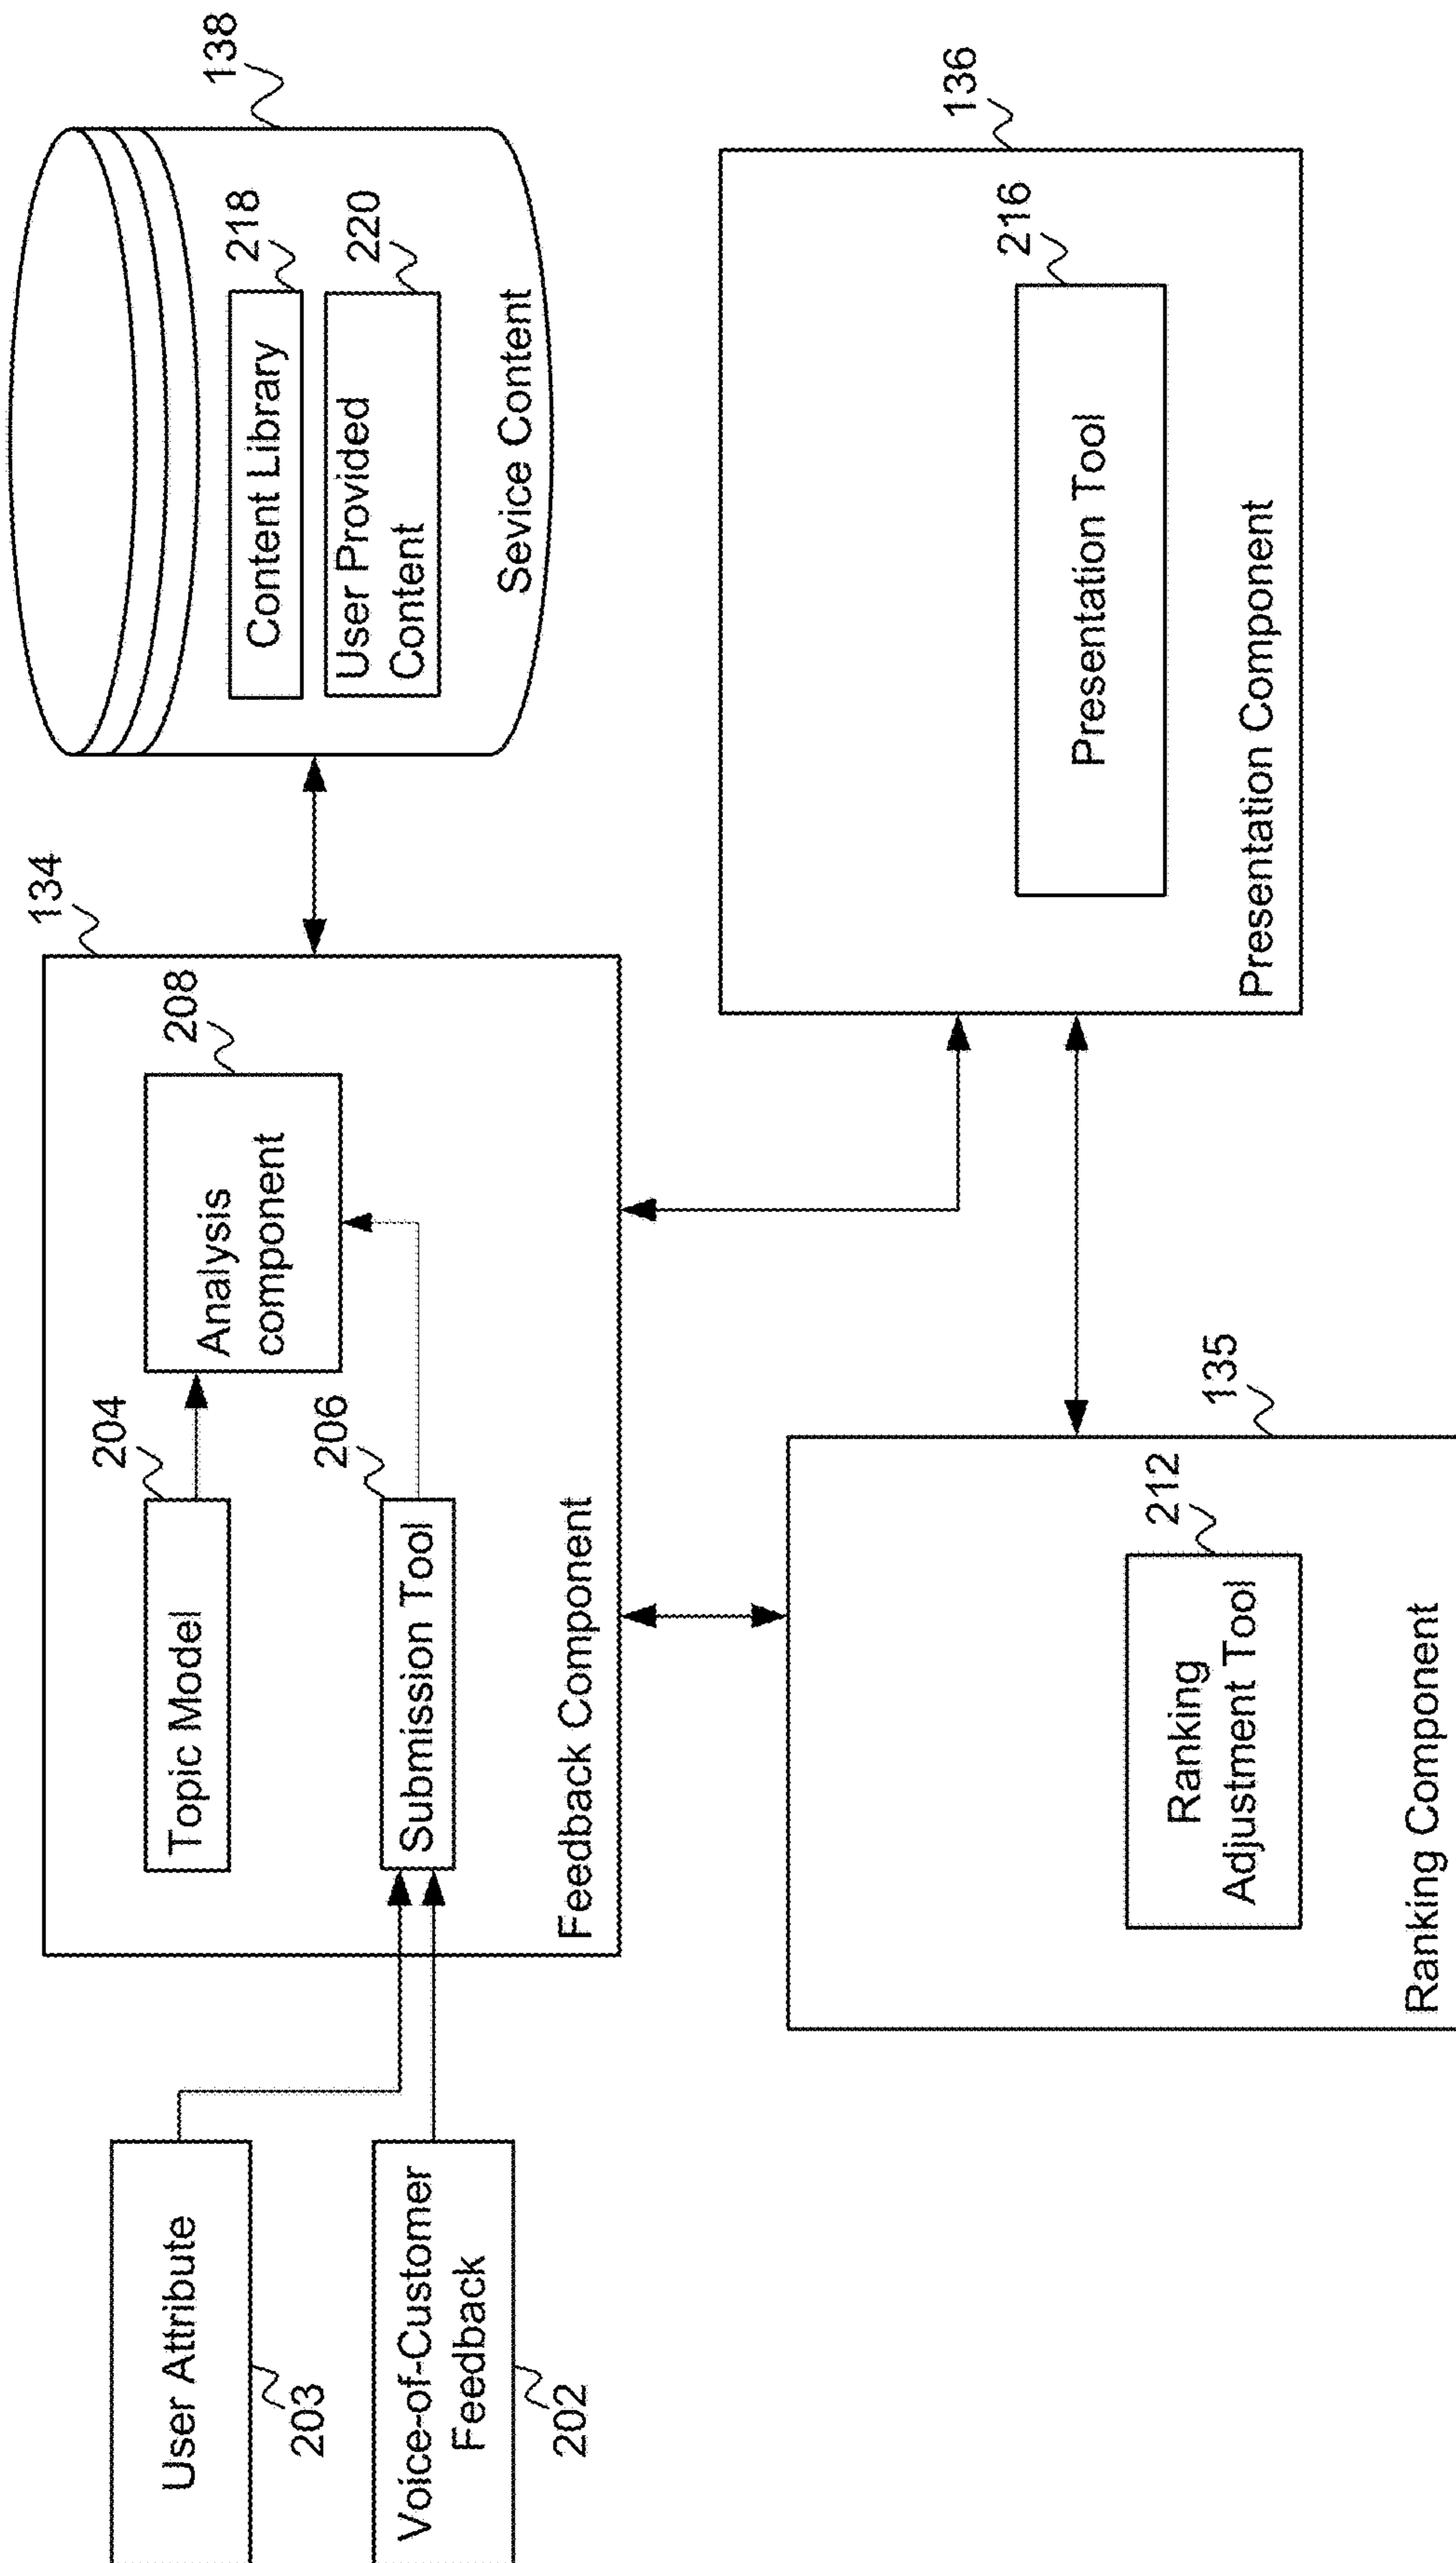 User Attribute
203
Voice-of-Customer
Feedback
202
134
Topic Model
204
Submission Tool
206
Analysis
component
208
Feedback Component
138
Content Library
218
User Provided
Content
220
Sevice Content
135
Ranking
Adjustment Tool
212
Ranking Component
136
Presentation Tool
216
Presentation Component